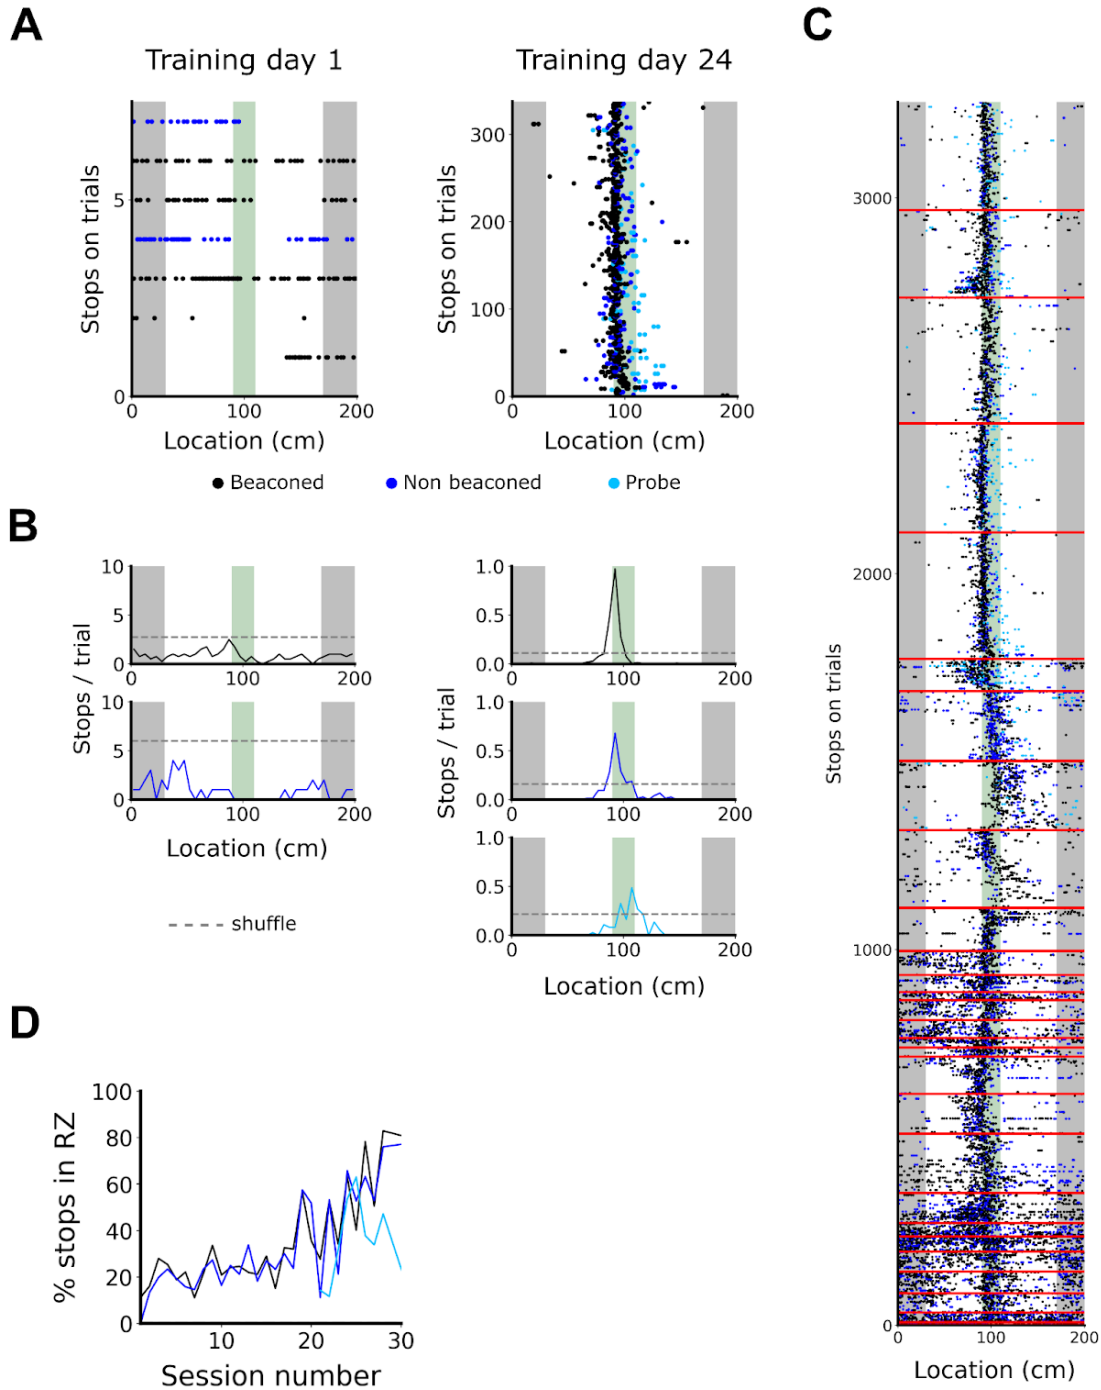 A
C
Training day 1
Training day 24
Stops on trials
5
0
0
100
200
Location (cm)
Stops on trials
300
200
100
0
0
100
200
Location (cm)
Beaconed
Non beaconed
Probe
B
Stops / trial
10
5
0
0
100
200
10
5
0
0
100
200
Location (cm)
shuffle
Stops / trial
1.0
0.5
0.0
0
100
200
1.0
0.5
0.0
0
100
200
1.0
0.5
0.0
0
100
200
Location (cm)
Stops on trials
3000
2000
1000
0
0
100
200
Location (cm)
D
% stops in RZ
100
80
60
40
20
0
10
20
30
Session number